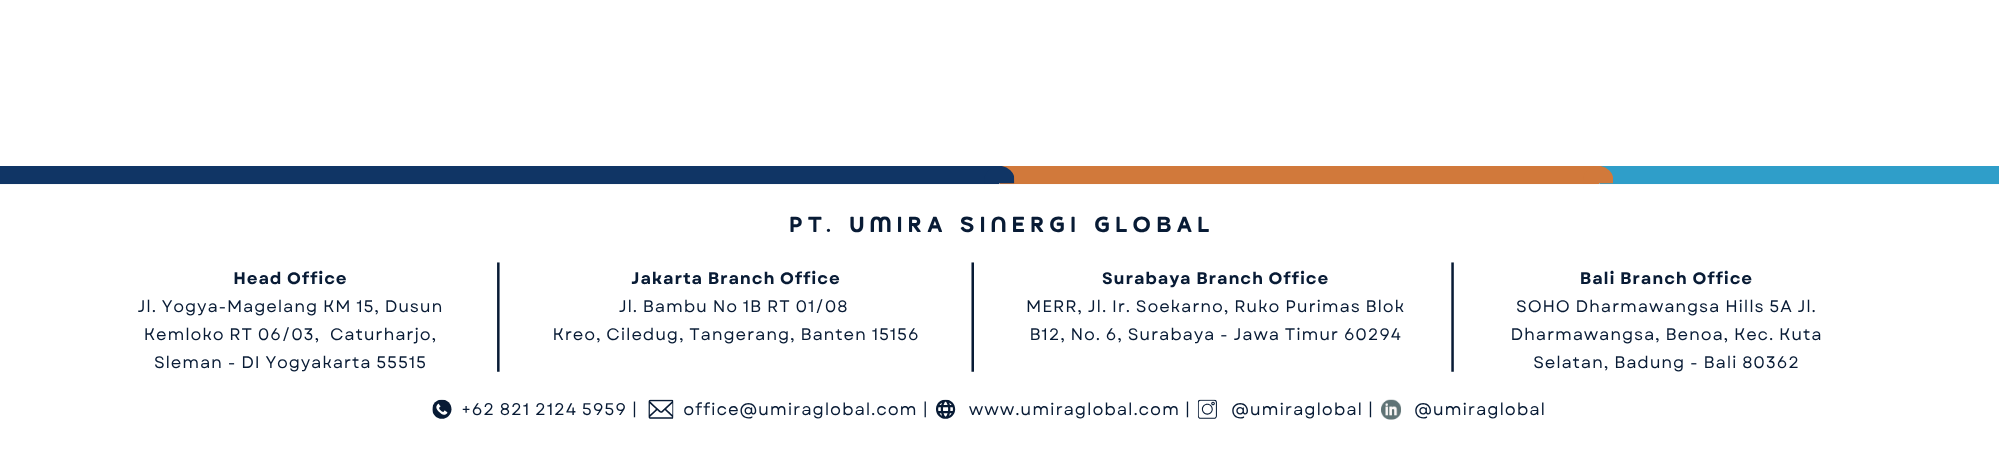 PT. UMIRA SINERGI GLOBAL
Head Office
Jl. Yogya-Magelang KM 15, Dusun
Kemloko RT 06/03, Caturharjo,
Sleman - DI Yogyakarta 55515
Jakarta Branch Office
Jl. Bambu No 1B RT 01/08
Kreo, Ciledug, Tangerang, Banten 15156
Surabaya Branch Office
MERR, Jl. Ir. Soekarno, Ruko Purimas Blok
B12, No. 6, Surabaya - Jawa Timur 60294
Bali Branch Office
SOHO Dharmawangsa Hills 5A Jl.
Dharmawangsa, Benoa, Kec. Kuta
Selatan, Badung - Bali 80362
+62 821 2124 5959 | office@umiraglobal.com | www.umiraglobal.com | @umiraglobal | in @umiraglobal